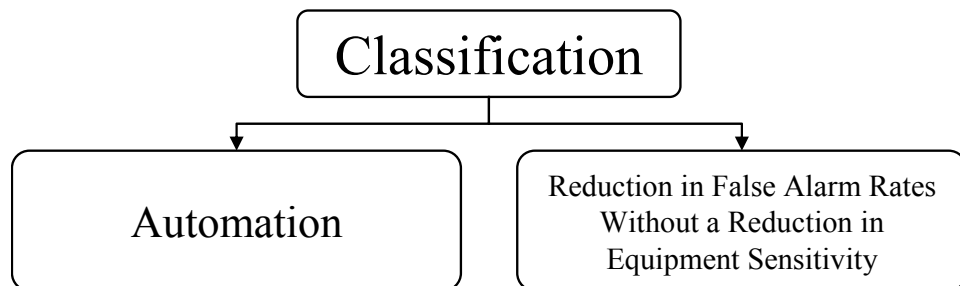 Classification
Automation
Reduction in False Alarm Rates
Without a Reduction in
Equipment Sensitivity